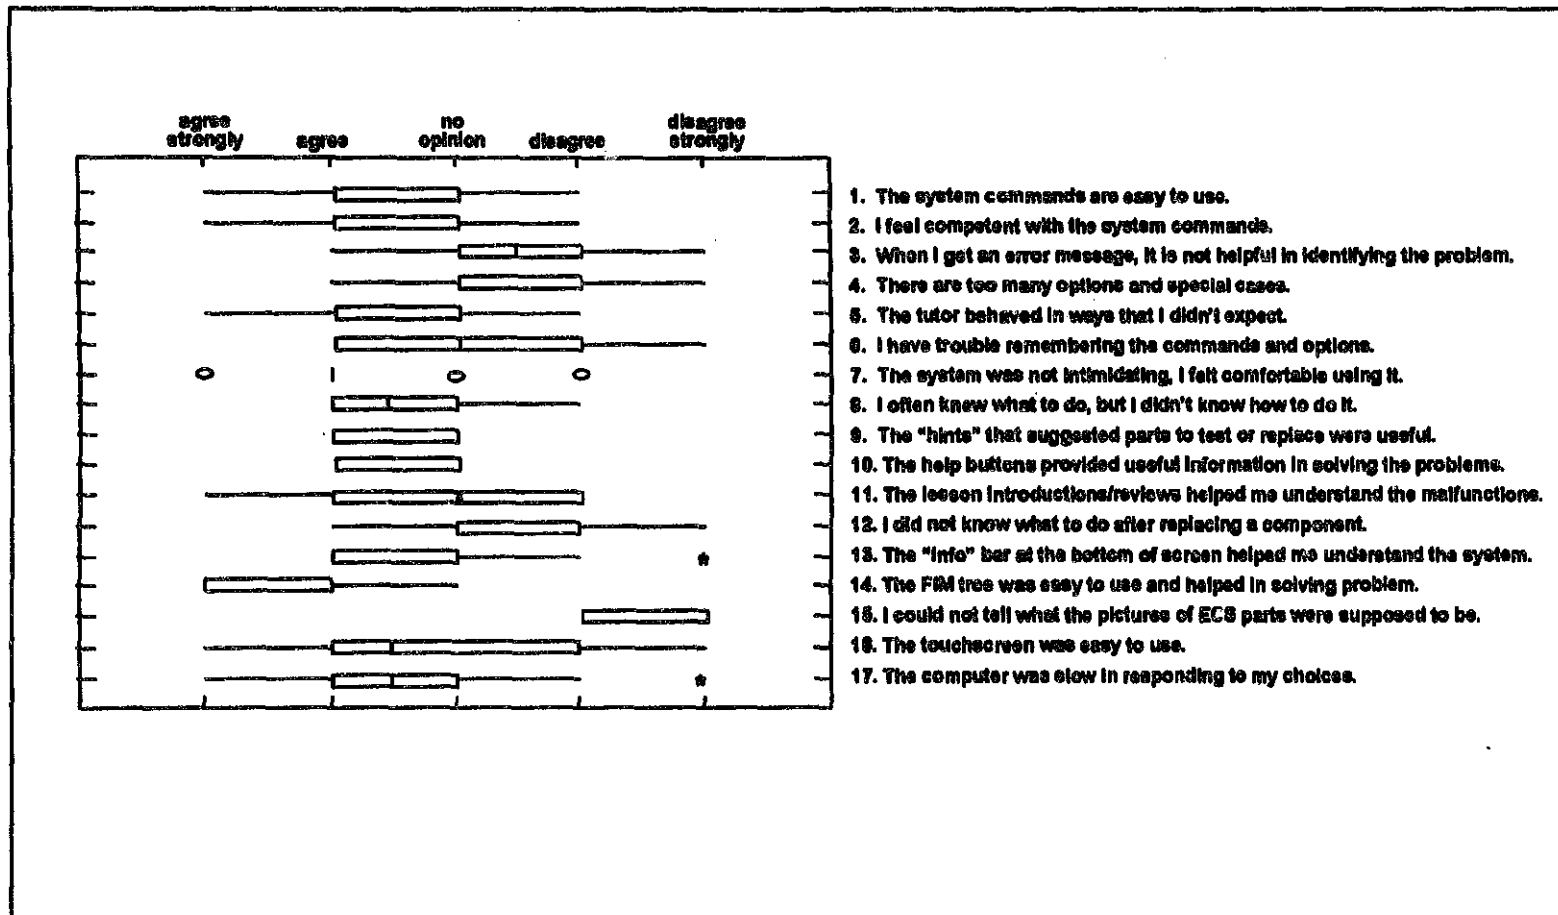 agree strongly
agree
no opinion
disagree
disagree strongly
1. The system commands are easy to use.
2. I feel competent with the system commands.
3. When I get an error message, it is not helpful in identifying the problem.
4. There are too many options and special cases.
5. The tutor behaved in ways that I didn't expect.
6. I have trouble remembering the commands and options.
7. The system was not intimidating, I felt comfortable using it.
8. I often knew what to do, but I didn't know how to do it.
9. The "hints" that suggested parts to test or replace were useful.
10. The help buttons provided useful information in solving the problems.
11. The lesson introductions/reviews helped me understand the malfunctions.
12. I did not know what to do after replacing a component.
13. The "info" bar at the bottom of screen helped me understand the system.
14. The FIM tree was easy to use and helped in solving problem.
15. I could not tell what the pictures of ECS parts were supposed to be.
16. The touchscreen was easy to use.
17. The computer was slow in responding to my choices.